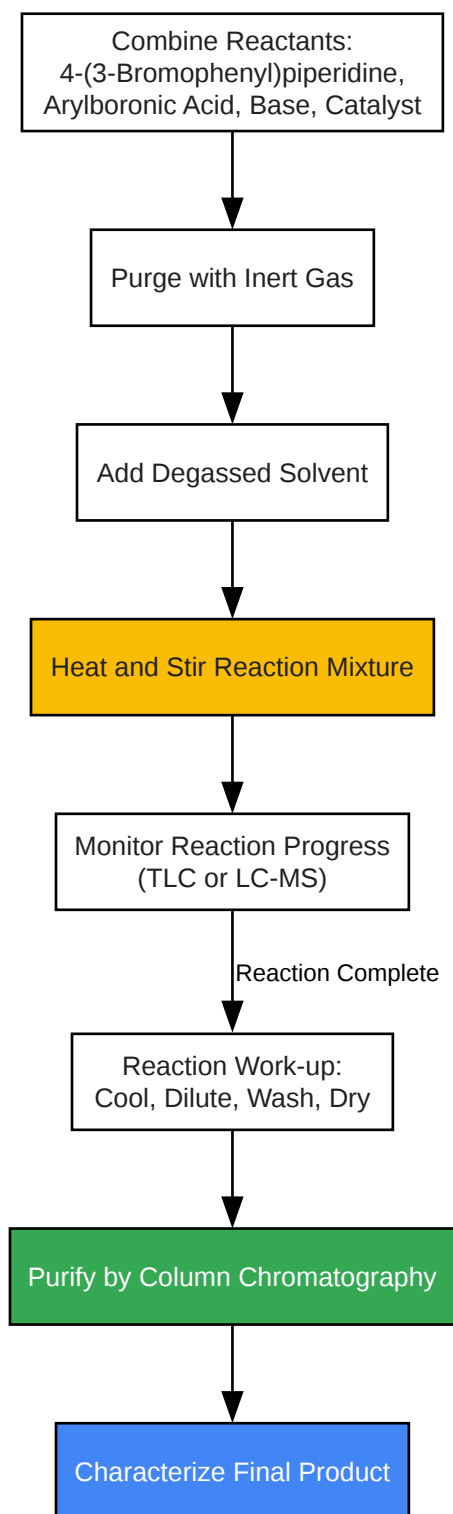 Combine Reactants:
4-(3-Bromophenyl)piperidine,
Arylboronic Acid, Base, Catalyst
Purge with Inert Gas
Add Degassed Solvent
Heat and Stir Reaction Mixture
Monitor Reaction Progress
(TLC or LC-MS)
Reaction Complete
Reaction Work-up:
Cool, Dilute, Wash, Dry
Purify by Column Chromatography
Characterize Final Product